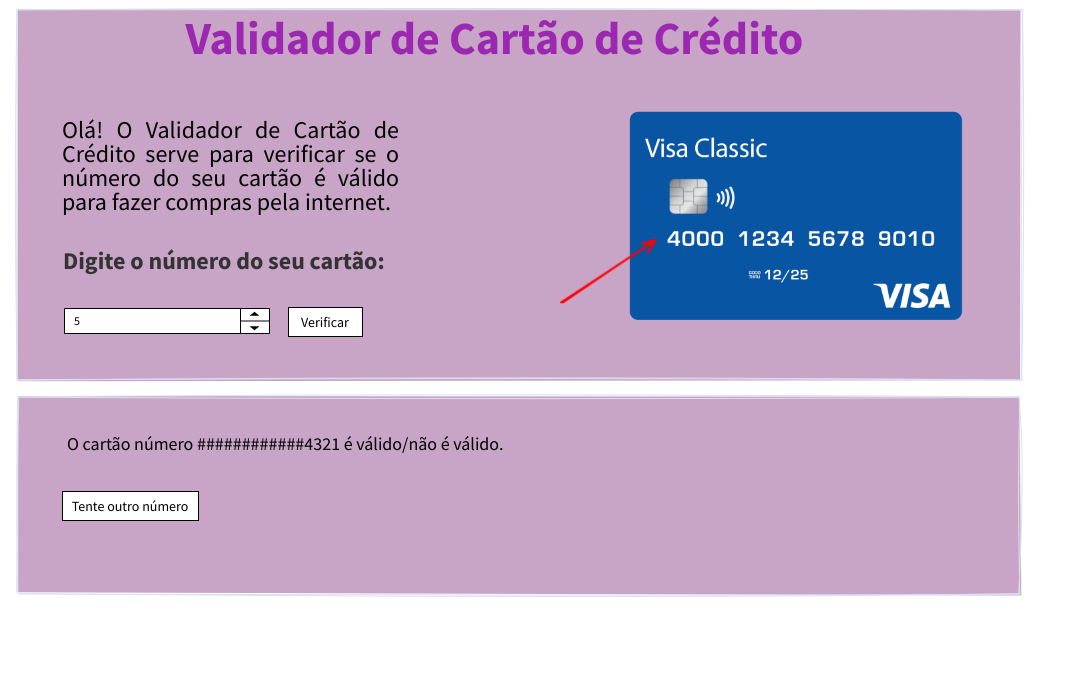 Validador de Cartão de Crédito
Olá! O Validador de Cartão de
Crédito serve para verificar se o
número do seu cartão é válido
para fazer compras pela internet.
Digite o número do seu cartão:
5
Verificar
Visa Classic
4000 1234 5678 9010
GOOD
THRU 12/25
VISA
O cartão número ############4321 é válido/não é válido.
Tente outro número